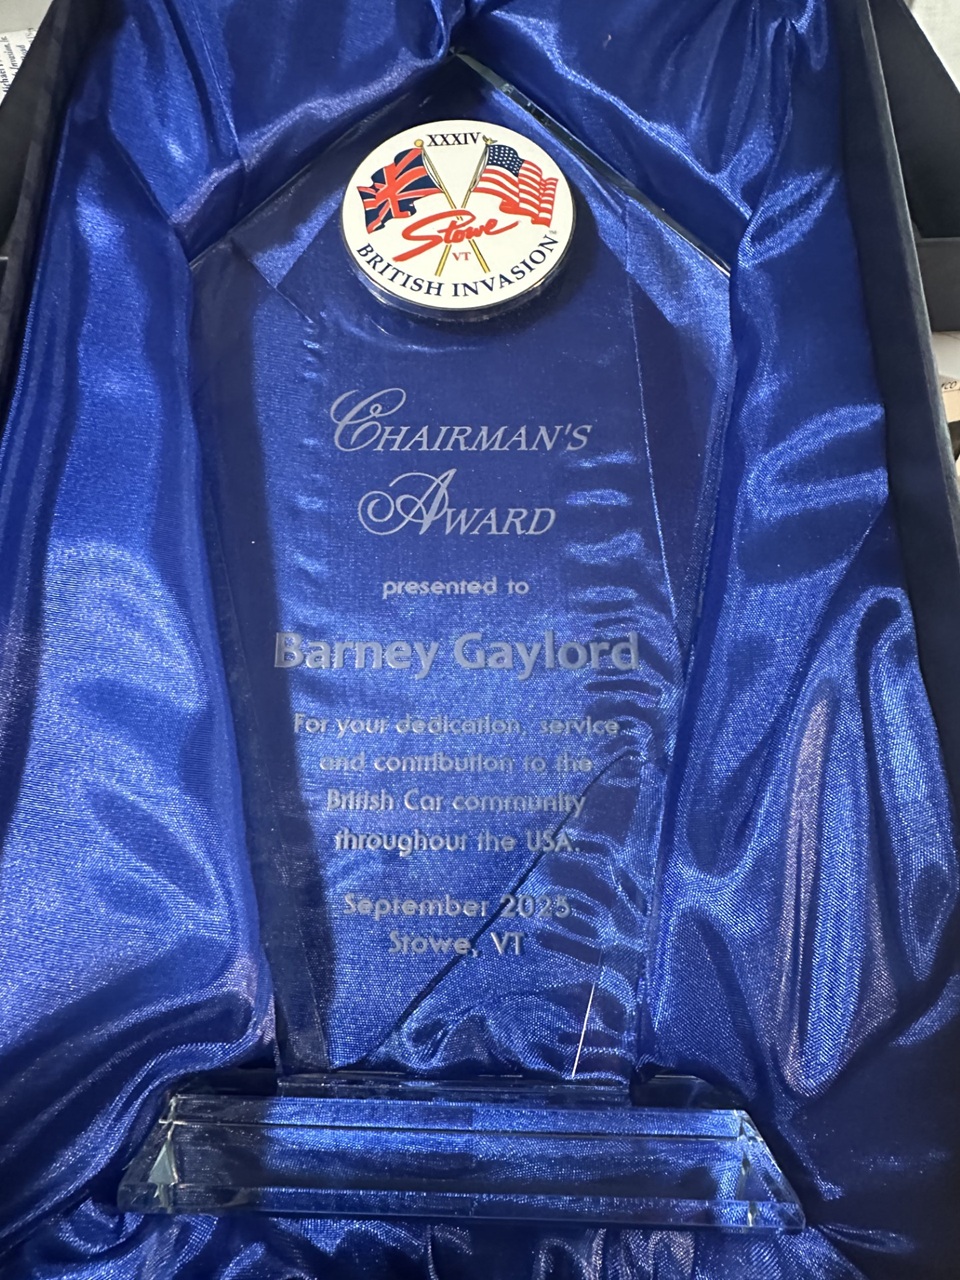 XXXIV
Stowe
VT
BRITISH INVASION
CHAIRMAN'S
AWARD
presented to
Barney Gaylord
For your dedication, service
and contribution to the
British Car community
throughout the USA.
September 2025
Stowe, VT